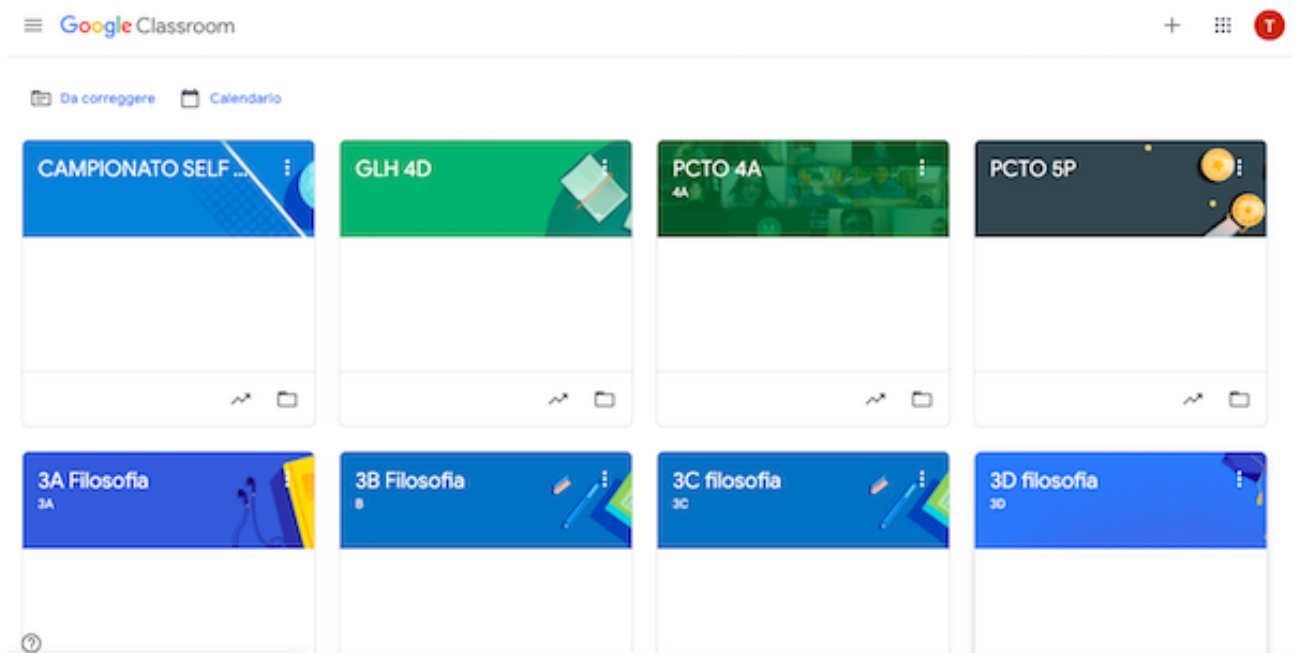 Google Classroom
T
Da correggere
Calendario
CAMPIONATO SELF ...
GLH 4D
PCTO 4A
4A
PCTO 5P
3A Filosofia
3A
3B Filosofia
B
3C filosofia
3C
3D filosofia
3D